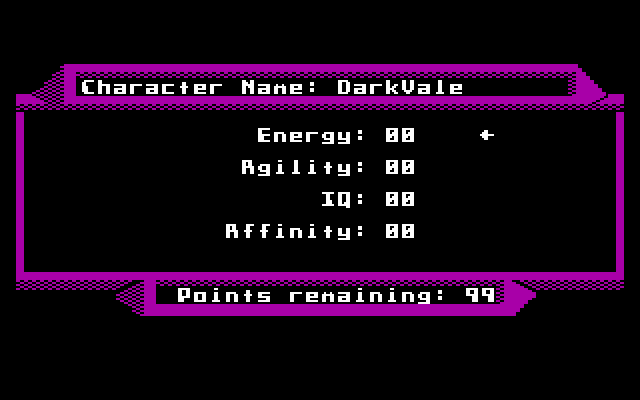 Character Name: DarkVale
Energy: 00 ←
Agility: 00
IQ: 00
Affinity: 00
Points remaining: 99